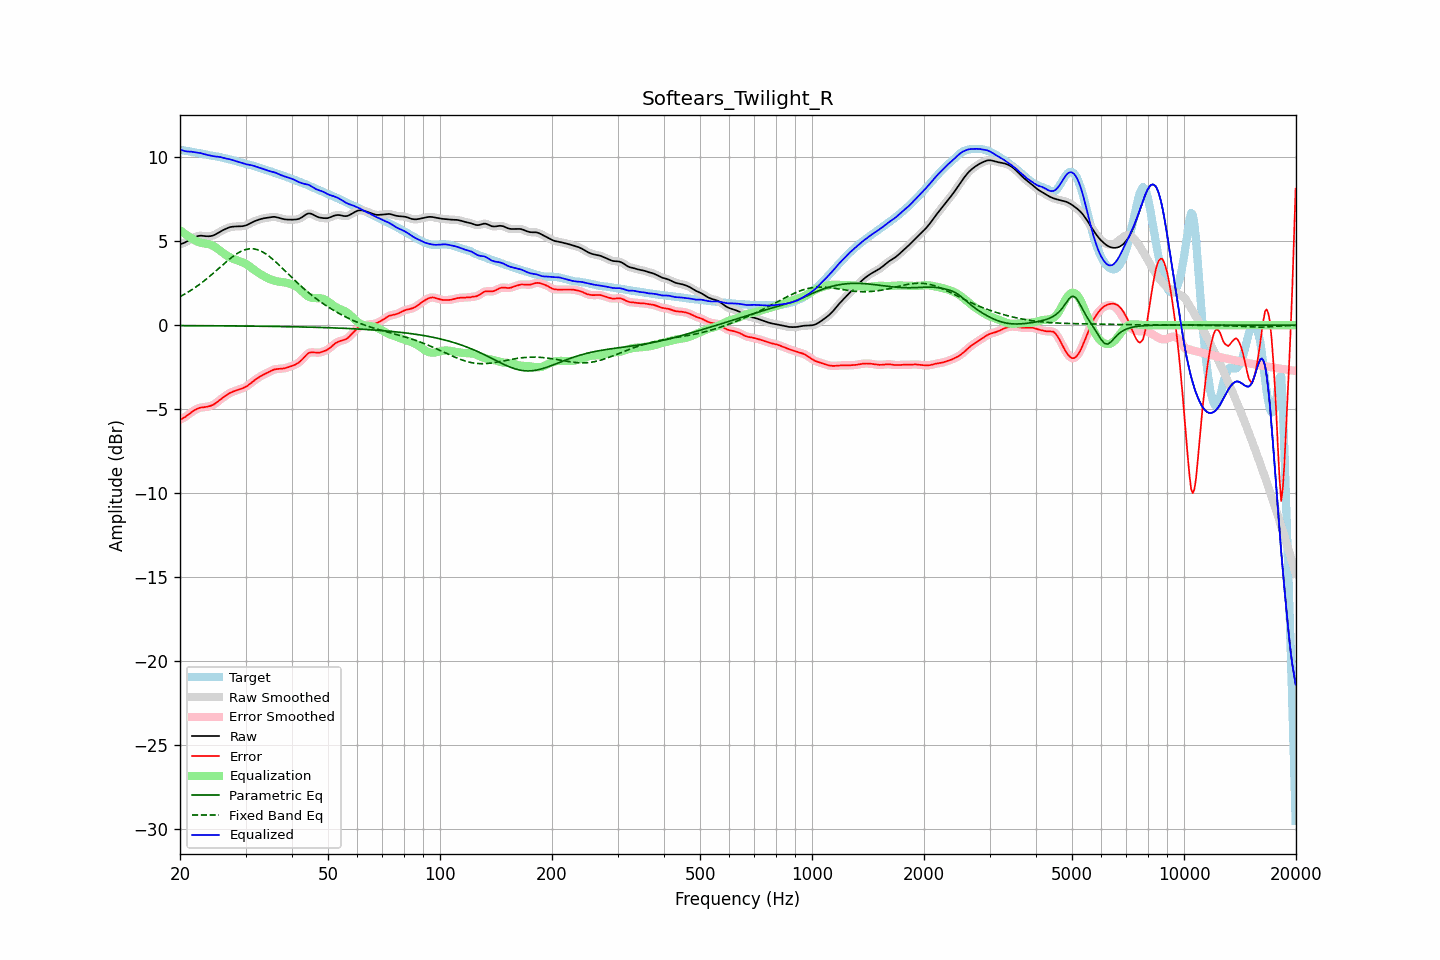 Softears_Twilight_R
Amplitude (dBr)
10
5
0
−5
−10
−15
−20
−25
−30
Target
Raw Smoothed
Error Smoothed
Raw
Error
Equalization
Parametric Eq
Fixed Band Eq
Equalized
20 50 100 200 500 1000 2000 5000 10000 20000
Frequency (Hz)